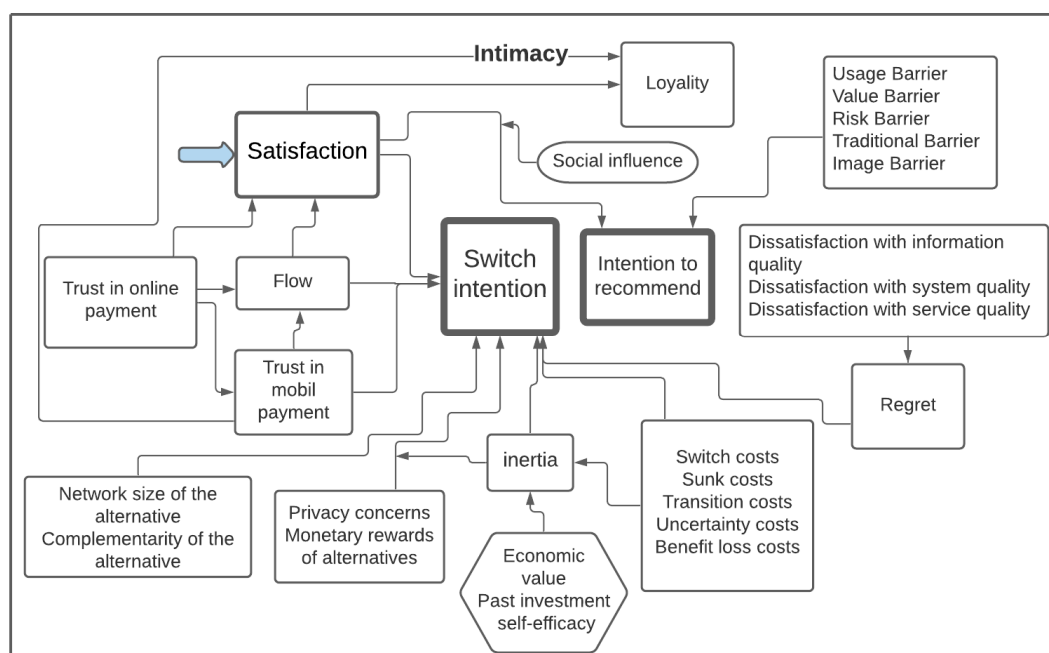 Intimacy
Loyality
Usage Barrier
Value Barrier
Risk Barrier
Traditional Barrier
Image Barrier
Satisfaction
Social influence
Switch
intention
Intention to
recommend
Dissatisfaction with information
quality
Dissatisfaction with system quality
Dissatisfaction with service quality
Trust in online
payment
Flow
Trust in
mobil
payment
Regret
inertia
Switch costs
Sunk costs
Transition costs
Uncertainty costs
Benefit loss costs
Network size of the
alternative
Complementarity of the
alternative
Privacy concerns
Monetary rewards
of alternatives
Economic
value
Past investment
self-efficacy